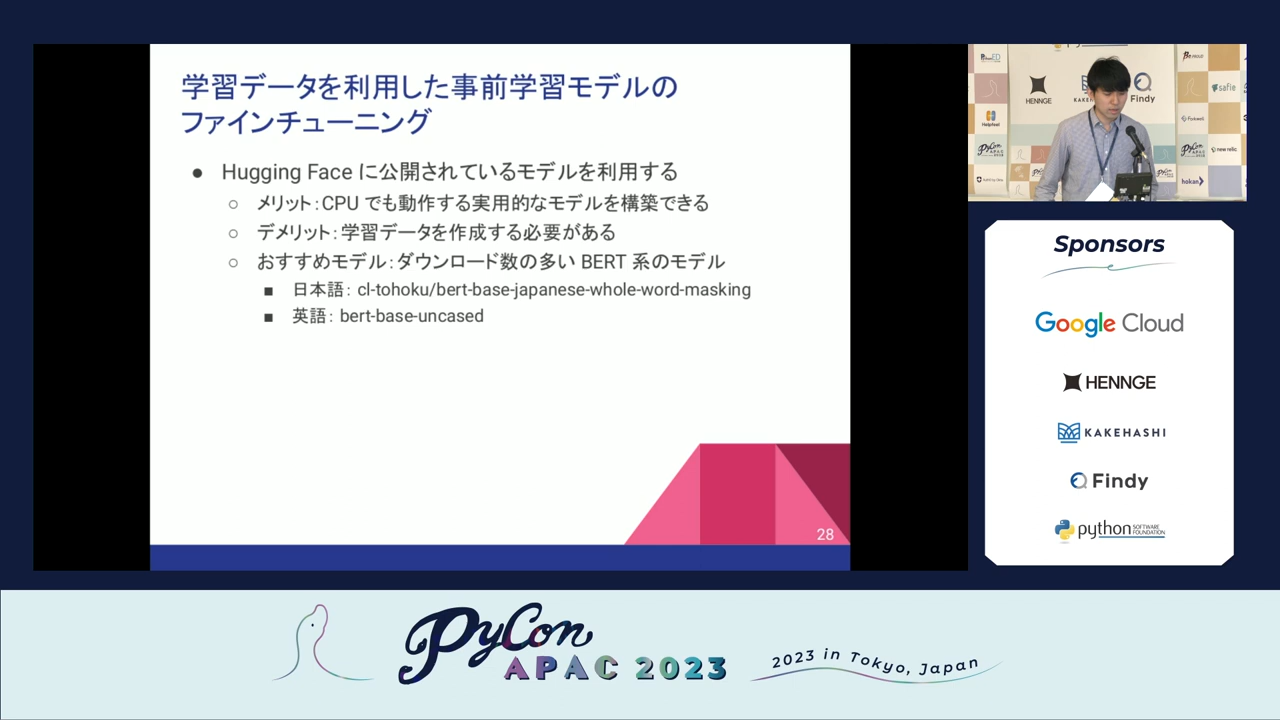 学習データを利用した事前学習モデルの
ファインチューニング
● Hugging Face に公開されているモデルを利用する
○ メリット：CPU でも動作する実用的なモデルを構築できる
○ デメリット：学習データを作成する必要がある
○ おすすめモデル：ダウンロード数の多い BERT 系のモデル
■ 日本語： cl-tohoku/bert-base-japanese-whole-word-masking
■ 英語： bert-base-uncased
28
HENNGE
Findy
safie
new relic
hokan
Sponsors
Google Cloud
HENNGE
KAKEHASHI
Findy
python SOFTWARE FOUNDATION
PyCon
APAC 2023
2023 in Tokyo, Japan